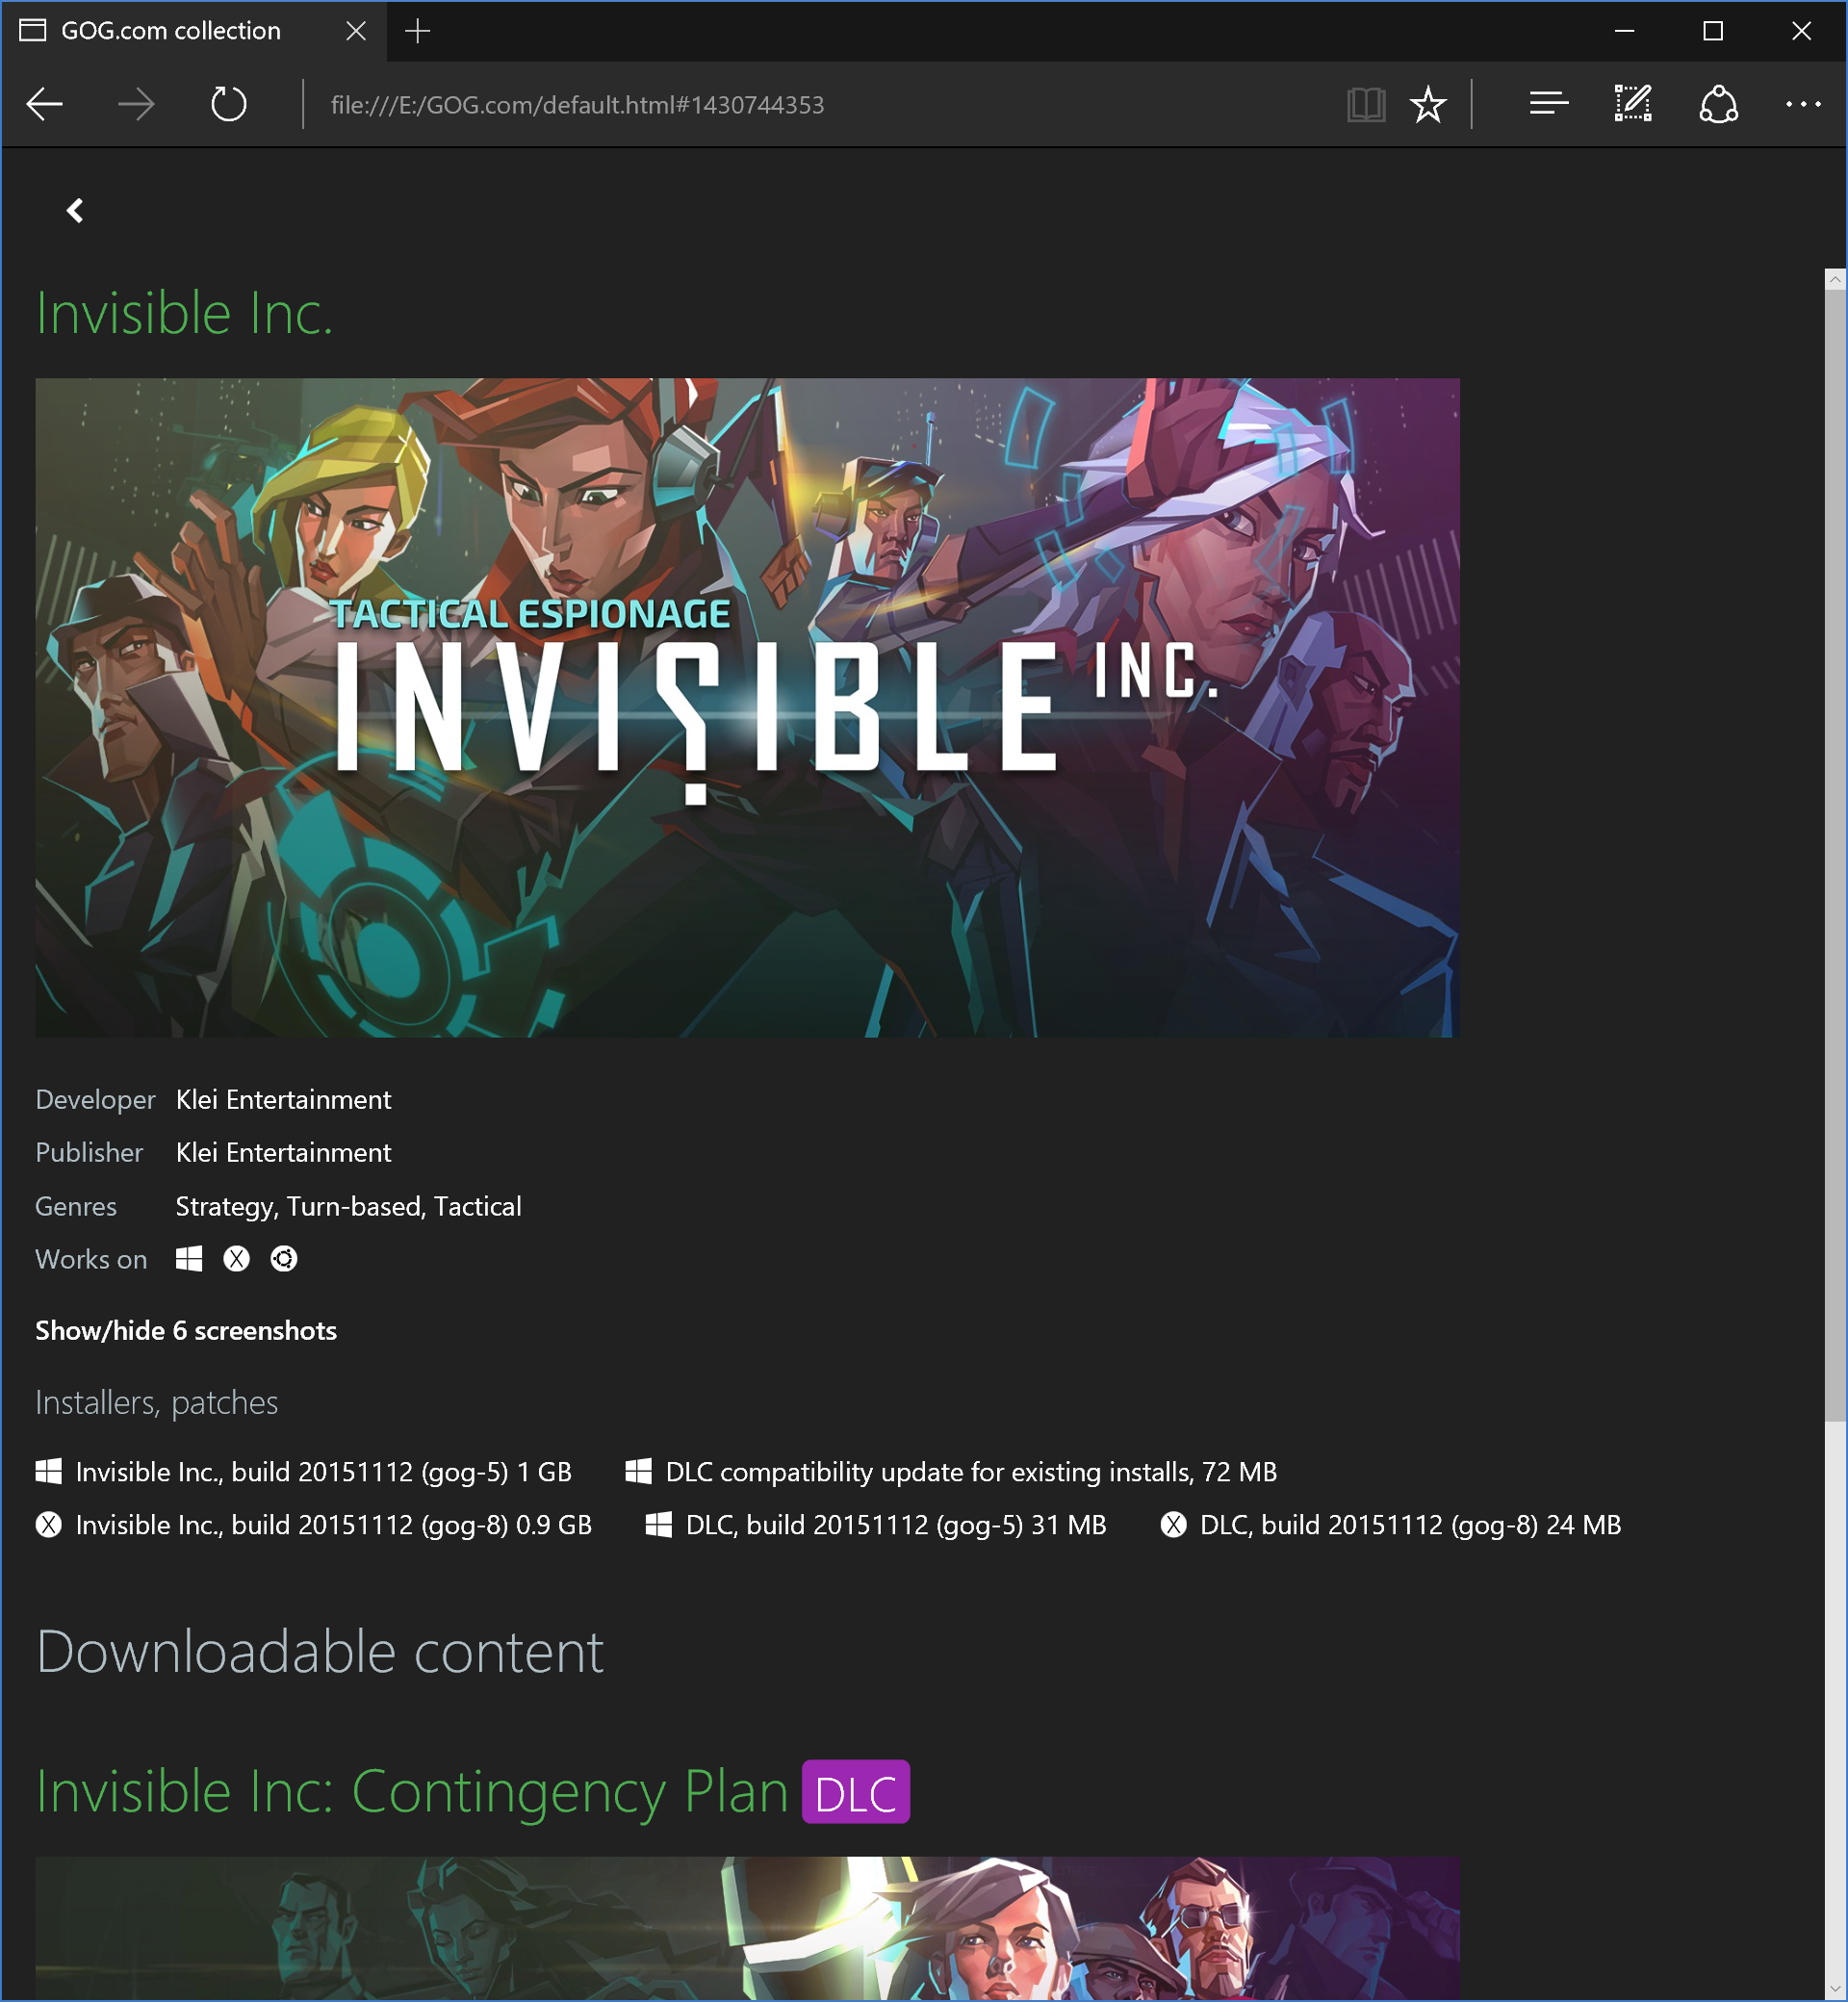 GOG.com collection
file:///E:/GOG.com/default.html#1430744353
Invisible Inc.
TACTICAL ESPIONAGE
INVISIBLE INC.
Developer Klei Entertainment
Publisher Klei Entertainment
Genres Strategy, Turn-based, Tactical
Works on
Show/hide 6 screenshots
Installers, patches
Invisible Inc., build 20151112 (gog-5) 1 GB DLC compatibility update for existing installs, 72 MB
Invisible Inc., build 20151112 (gog-8) 0.9 GB DLC, build 20151112 (gog-5) 31 MB DLC, build 20151112 (gog-8) 24 MB
Downloadable content
Invisible Inc: Contingency Plan DLC